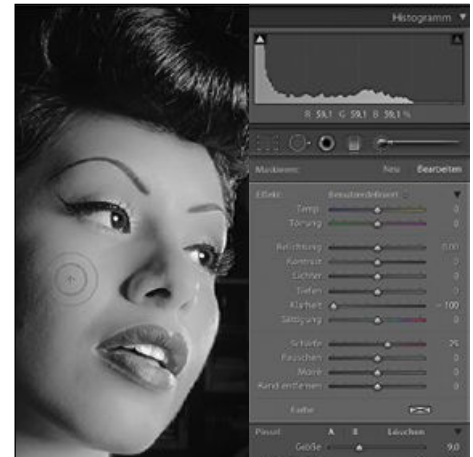 Histogramm
R 59,1 G 59,1 B 59,1 %
Maskieren: Neu Bearbeiten
Effekt: Benutzerdefiniert
Temp. 0
Tönung 0
Belichtung 0,00
Kontrast 0
Lichter 0
Tiefen 0
Klarheit – 100
Sättigung 0
Schärfe 25
Rauschen 0
Moiré 0
Rand entfernen 0
Farbe
Pinsel: A B Löschen
Größe 9,0